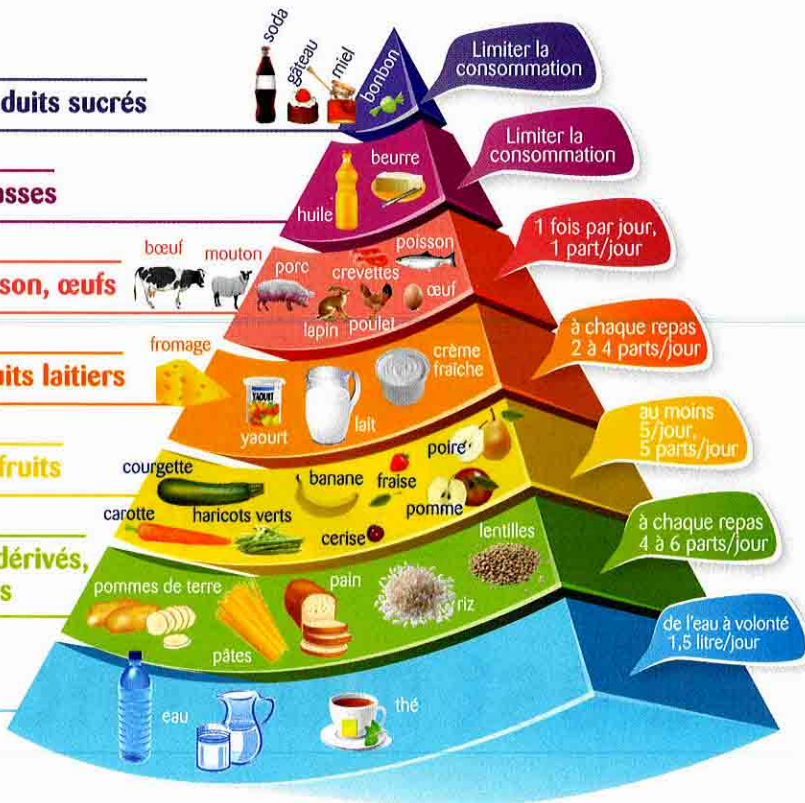 soda
gâteau
miel
bonbon
Limiter la
consommation
duits sucrés
Limiter la
consommation
beurre
huile
asses
1 fois par jour,
1 part/jour
bœuf
mouton
porc
crevettes
poisson
lapin
poulet
œuf
son, œufs
à chaque repas
2 à 4 parts/jour
fromage
crème
fraîche
YAOURT
yaourt
lait
uits laitiers
au moins
5/jour,
5 parts/jour
courgette
banane
fraise
poire
fruits
carotte
haricots verts
cerise
pomme
à chaque repas
4 à 6 parts/jour
lentilles
dérivés,
s
pommes de terre
pain
riz
pâtes
de l'eau à volonté
1,5 litre/jour
eau
thé